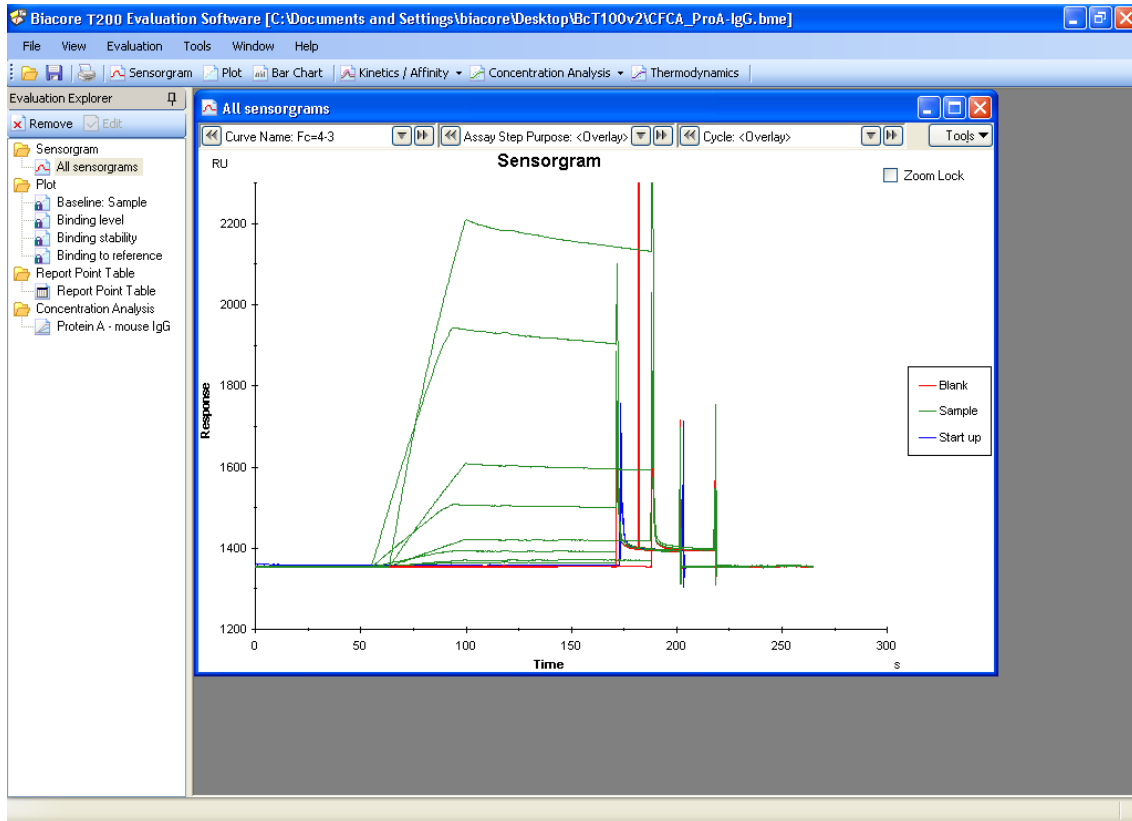 Biacore T200 Evaluation Software [C:\Documents and Settings\biacore\Desktop\BcT100v2\CFCA_ProA-IgG.bme]
File View Evaluation Tools Window Help
Sensorgram Plot Bar Chart Kinetics / Affinity Concentration Analysis Thermodynamics
Evaluation Explorer
Remove Edit
Sensorgram
All sensorgrams
Plot
Baseline: Sample
Binding level
Binding stability
Binding to reference
Report Point Table
Report Point Table
Concentration Analysis
Protein A - mouse IgG
All sensorgrams
Curve Name: Fc=4-3 Assay Step Purpose: <Overlay> Cycle: <Overlay> Tools
RU
Sensorgram
Zoom Lock
2200
2000
1800
1600
1400
1200
Response
Blank
Sample
Start up
0 50 100 150 200 250 300
Time
s